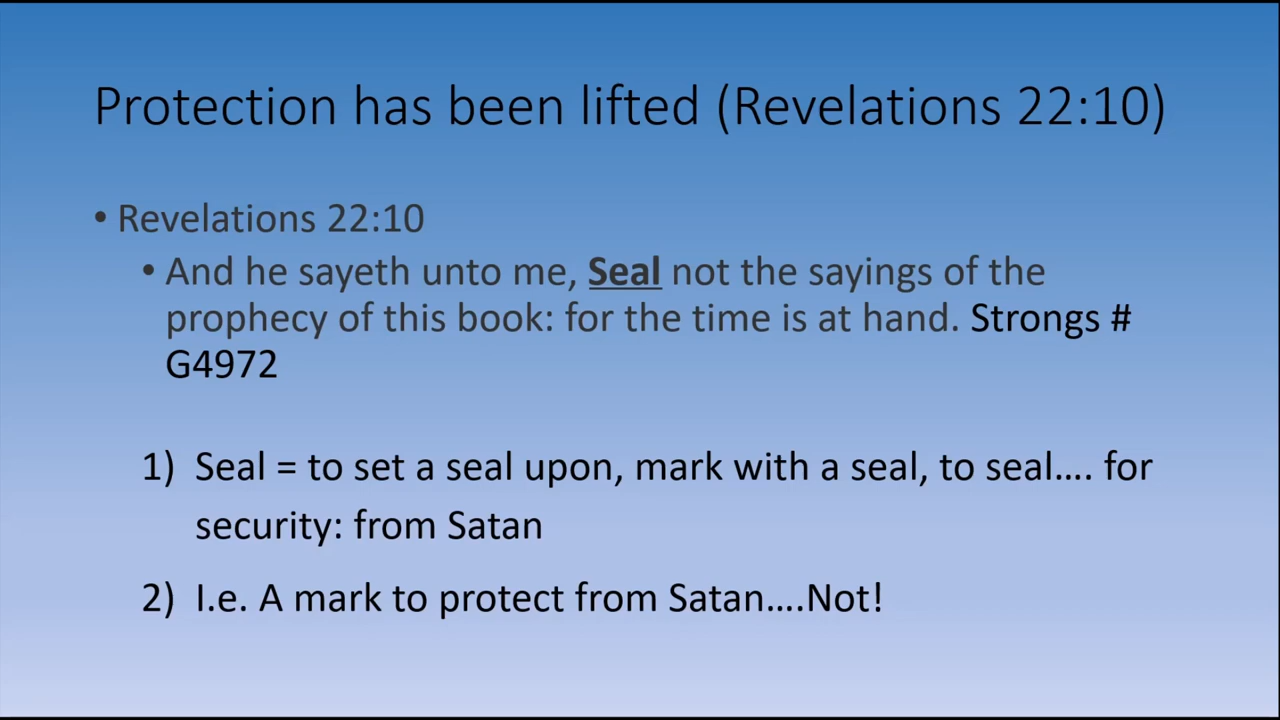 Protection has been lifted (Revelations 22:10)
• Revelations 22:10
• And he sayeth unto me, Seal not the sayings of the
prophecy of this book: for the time is at hand. Strongs #
G4972
1) Seal = to set a seal upon, mark with a seal, to seal…. for
security: from Satan
2) I.e. A mark to protect from Satan….Not!